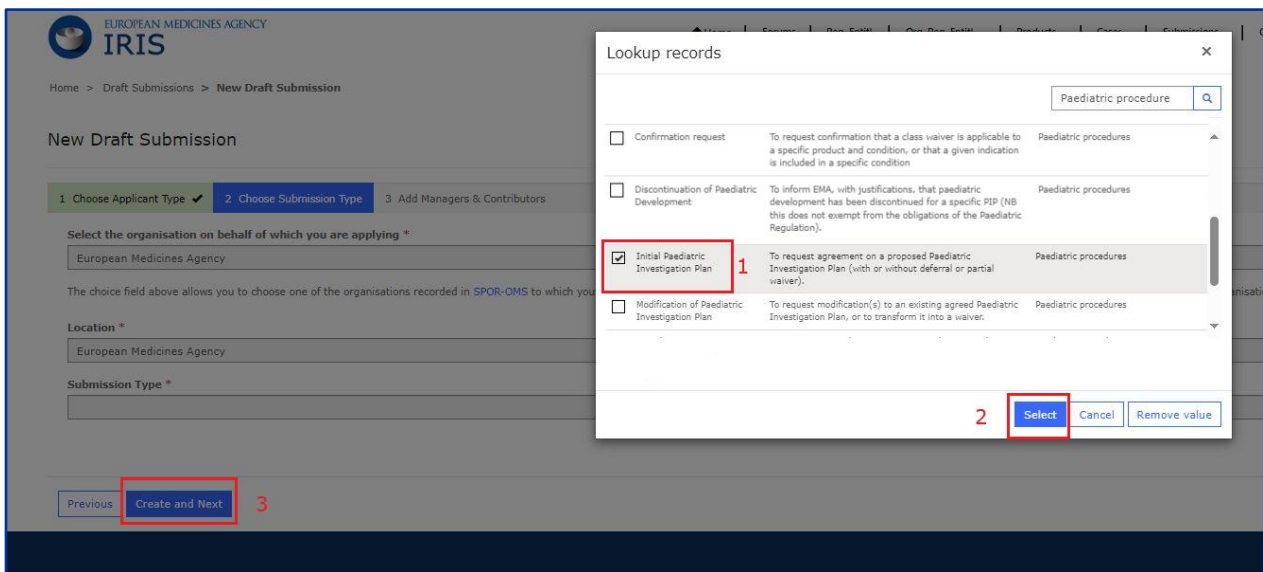 EUROPEAN MEDICINES AGENCY
IRIS
Home > Draft Submissions > New Draft Submission
New Draft Submission
1 Choose Applicant Type ✔ 2 Choose Submission Type 3 Add Managers & Contributors
Select the organisation on behalf of which you are applying *
European Medicines Agency
The choice field above allows you to choose one of the organisations recorded in SPOR-OMS to which you
Location *
European Medicines Agency
Submission Type *
Previous Create and Next 3
Lookup records ×
Paediatric procedure
Confirmation request To request confirmation that a class waiver is applicable to Paediatric procedures
a specific product and condition, or that a given indication
is included in a specific condition
Discontinuation of Paediatric To inform EMA, with justifications, that paediatric Paediatric procedures
Development development has been discontinued for a specific PIP (NB
this does not exempt from the obligations of the Paediatric
Regulation).
Initial Paediatric 1 To request agreement on a proposed Paediatric Paediatric procedures
Investigation Plan Investigation Plan (with or without deferral or partial
waiver).
Modification of Paediatric To request modification(s) to an existing agreed Paediatric Paediatric procedures
Investigation Plan Investigation Plan, or to transform it into a waiver.
2 Select Cancel Remove value